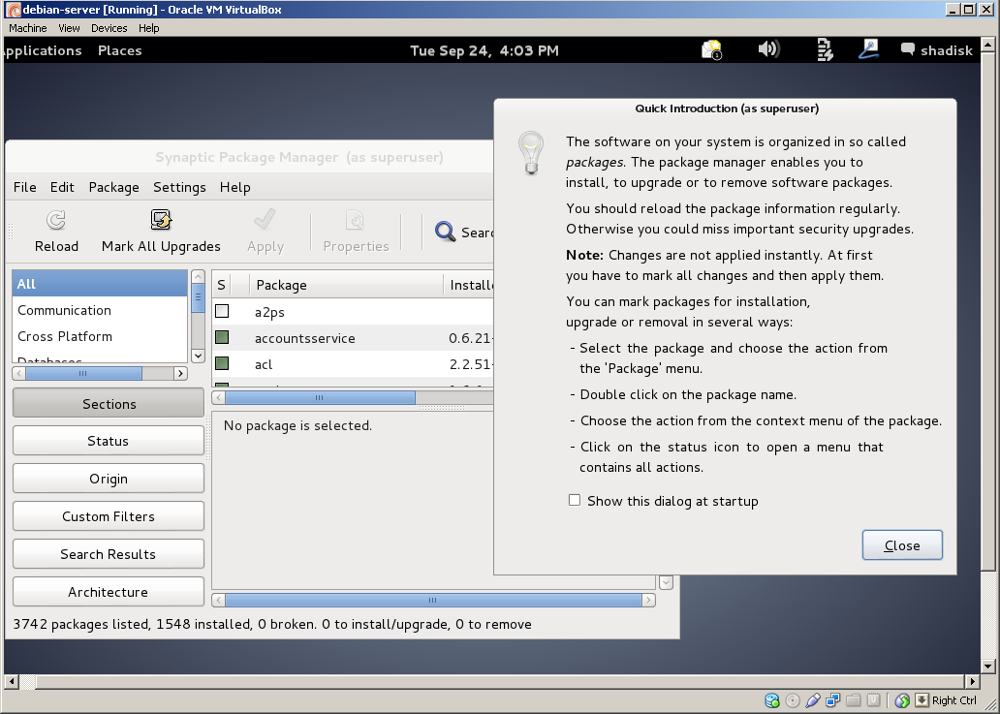 debian-server [Running] - Oracle VM VirtualBox
Machine View Devices Help
pplications Places Tue Sep 24, 4:03 PM 1 shadisk
Synaptic Package Manager (as superuser)
File Edit Package Settings Help
Reload Mark All Upgrades Apply Properties Searc
All
Communication
Cross Platform
Databases
S Package Installe
a2ps
accountsservice 0.6.21-
acl 2.2.51-
Sections
Status
Origin
Custom Filters
Search Results
Architecture
No package is selected.
3742 packages listed, 1548 installed, 0 broken. 0 to install/upgrade, 0 to remove
Quick Introduction (as superuser)
The software on your system is organized in so called
packages. The package manager enables you to
install, to upgrade or to remove software packages.
You should reload the package information regularly.
Otherwise you could miss important security upgrades.
Note: Changes are not applied instantly. At first
you have to mark all changes and then apply them.
You can mark packages for installation,
upgrade or removal in several ways:
- Select the package and choose the action from
the 'Package' menu.
- Double click on the package name.
- Choose the action from the context menu of the package.
- Click on the status icon to open a menu that
contains all actions.
Show this dialog at startup
Close
Right Ctrl